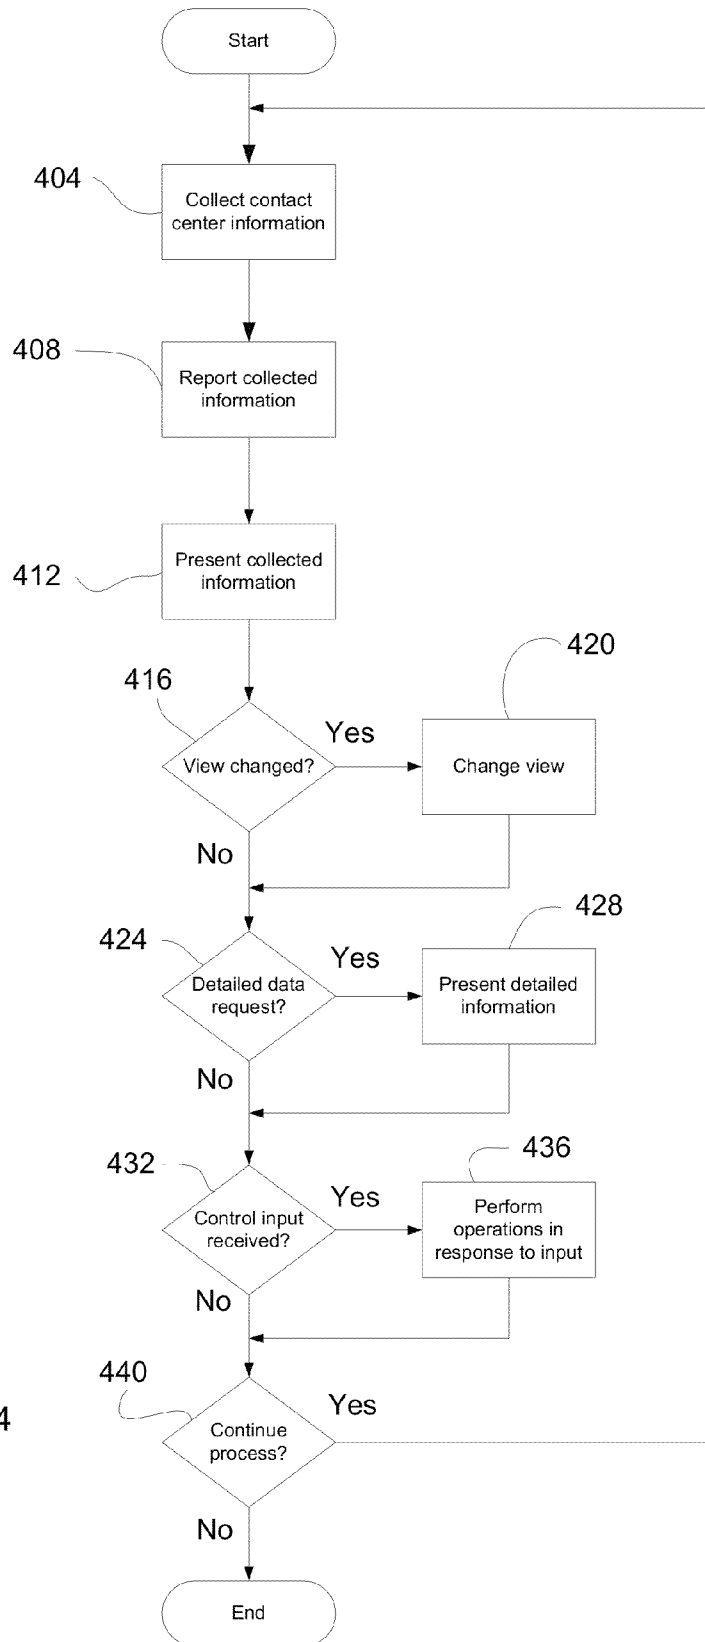 Start
404
Collect contact
center information
408
Report collected
information
412
Present collected
information
416
View changed?
Yes
420
Change view
No
424
Detailed data
request?
Yes
428
Present detailed
information
No
432
Control input
received?
Yes
436
Perform
operations in
response to input
No
440
Continue
process?
Yes
4
No
End